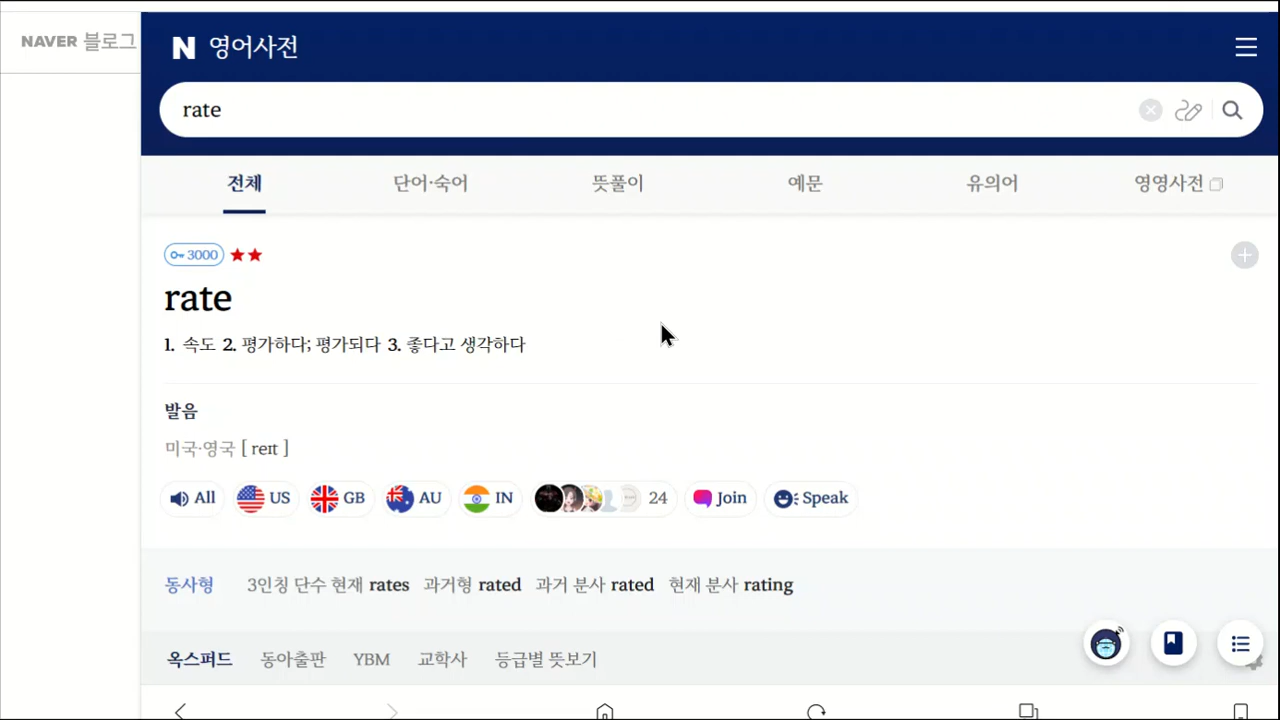 NAVER 블로그
N 영어사전
rate
전체 단어·숙어 뜻풀이 예문 유의어 영영사전
3000 ★★
rate
1. 속도 2. 평가하다; 평가되다 3. 좋다고 생각하다
발음
미국·영국 [ reɪt ]
All US GB AU IN 24 Join Speak
동사형 3인칭 단수 현재 rates 과거형 rated 과거 분사 rated 현재 분사 rating
옥스퍼드 동아출판 YBM 교학사 등급별 뜻보기